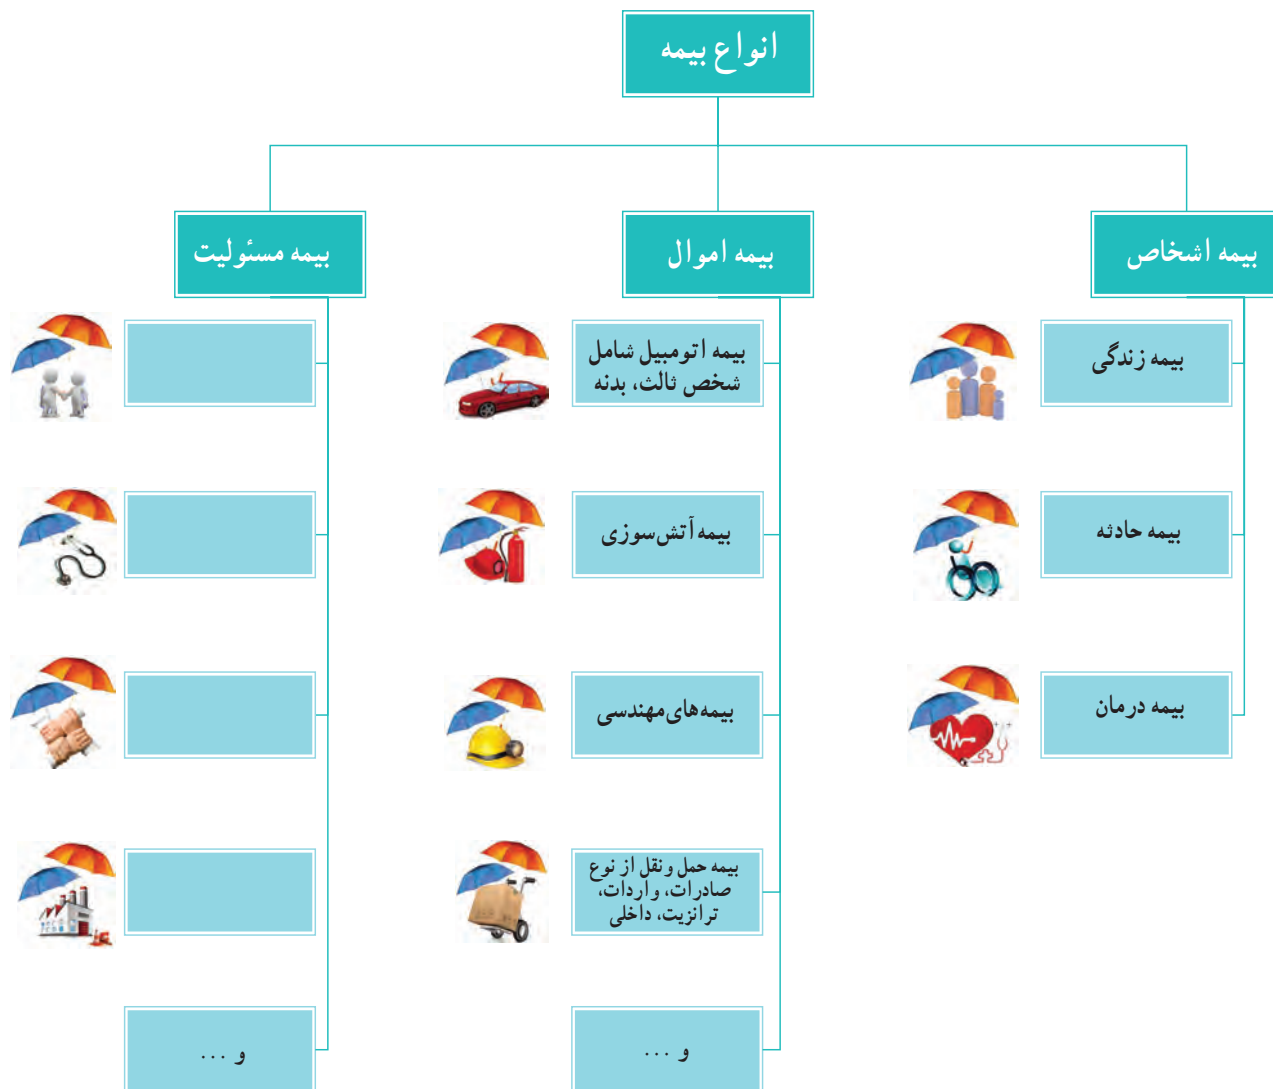 انواع بیمه
بیمه اشخاص
بیمه زندگی
بیمه حادثه
بیمه درمان
بیمه اموال
بیمه اتومبیل شامل
شخص ثالث، بدنه
بیمه آتش‌سوزی
بیمه‌های مهندسی
بیمه حمل و نقل از نوع
صادرات، واردات،
ترانزیت، داخلی
و ...
بیمه مسئولیت
و ...